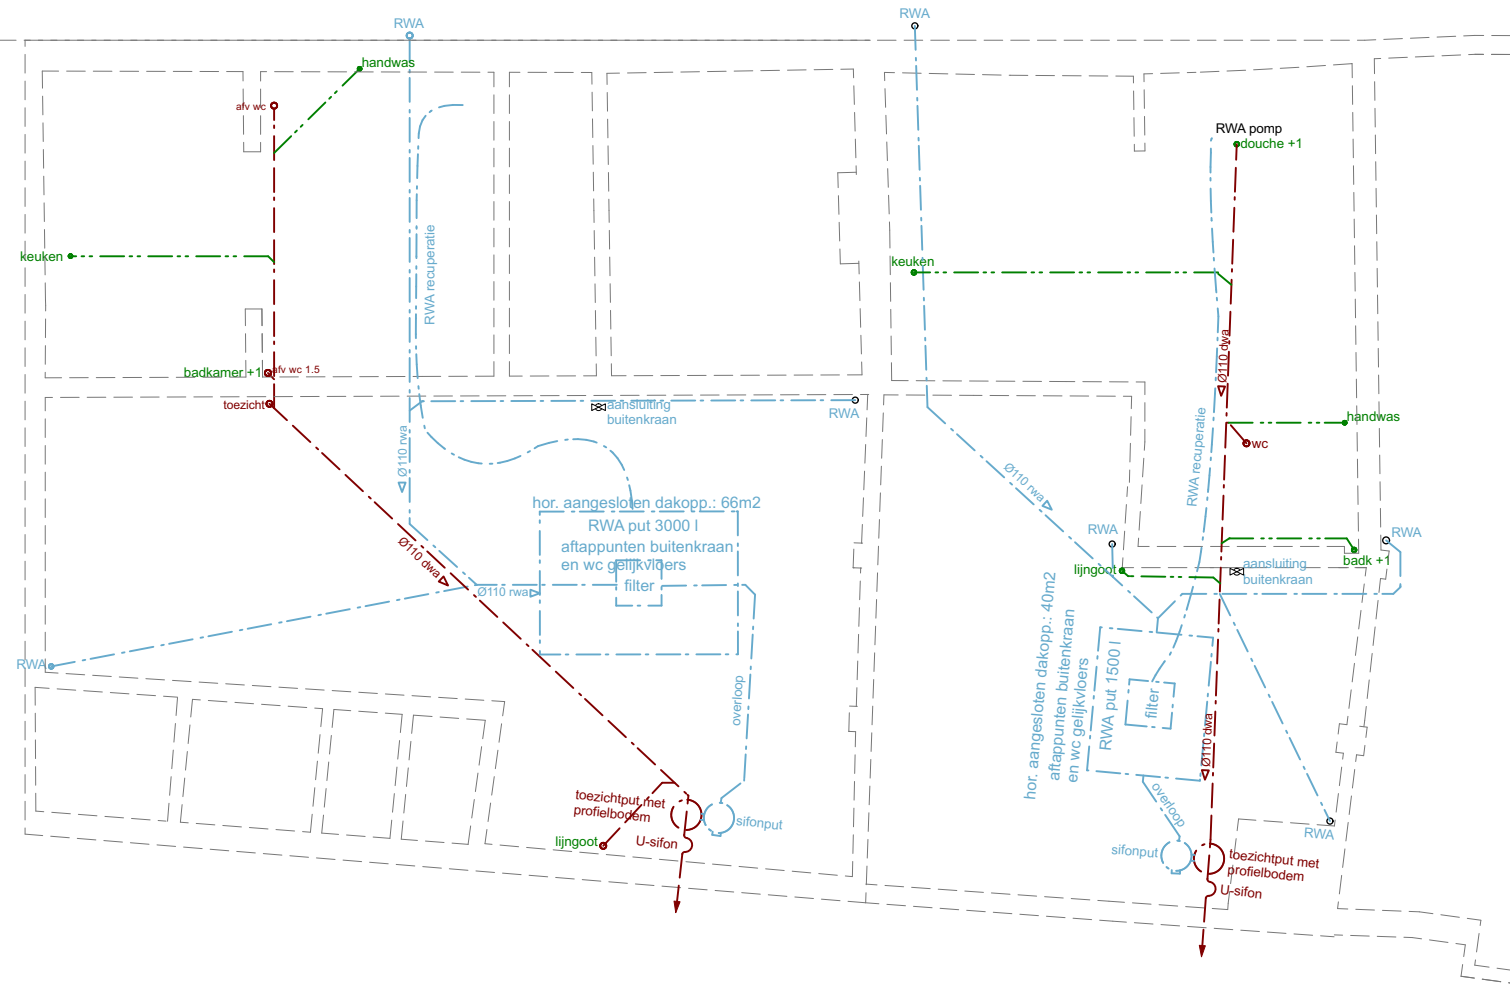 RWA
handwas
afv wc
RWA recuperatie
keuken
badkamer +1
afv wc 1.5
toezicht
aansluiting
buitenkraan
RWA
Ø110 rwa
hor. aangesloten dakopp.: 66m2
RWA put 3000 l
aftappunten buitenkraan
en wc gelijkvloers
filter
Ø110 dwa
Ø110 rwa
RWA
overloop
toezichtput met
profielbodem
sifonput
lijngoot
U-sifon
RWA
RWA pomp
douche +1
keuken
Ø110 dwa
handwas
wc
RWA recuperatie
Ø110 rwa
RWA
RWA
badk +1
lijngoot
aansluiting
buitenkraan
hor. aangesloten dakopp.: 40m2
aftappunten buitenkraan
en wc gelijkvloers
RWA put 1500 l
filter
Ø110 dwa
overloop
RWA
sifonput
toezichtput met
profielbodem
U-sifon